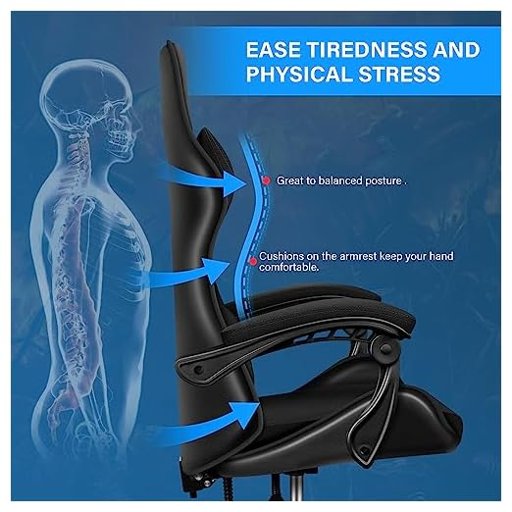 EASE TIREDNESS AND
PHYSICAL STRESS
Great to balanced posture .
Cushions on the armrest keep your hand
comfortable.